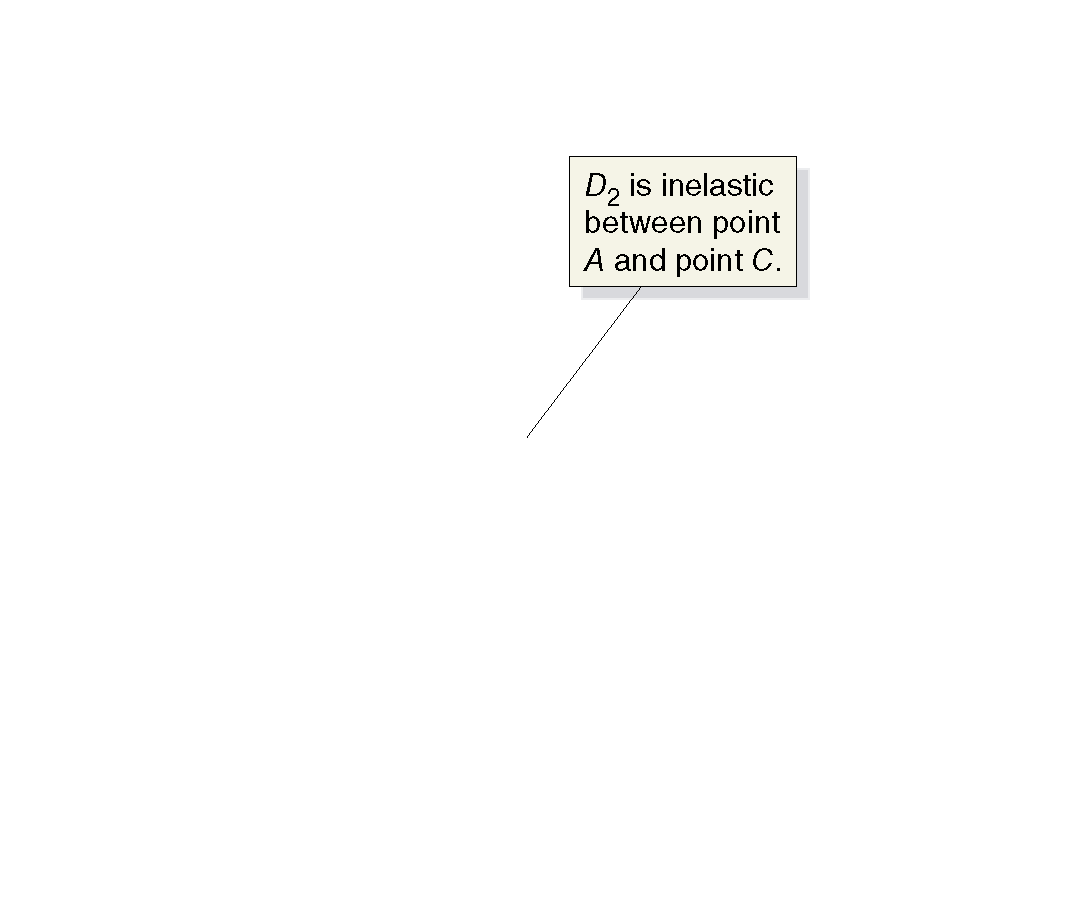 D₂ is inelastic
between point
A and point C.